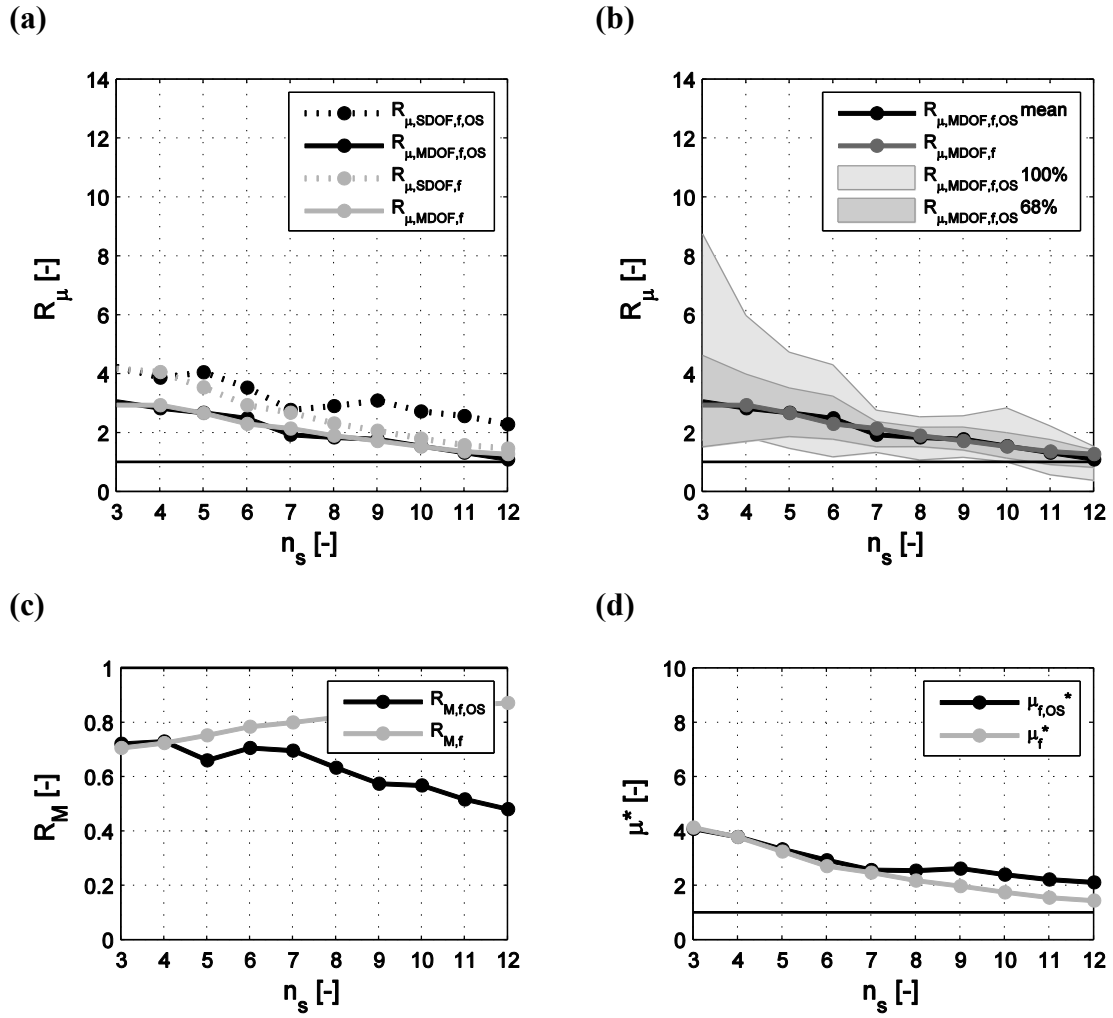 (a)
14
12
10
8
6
4
2
0
R_μ [-]
R_μ,SDOF,f,OS
R_μ,MDOF,f,OS
R_μ,SDOF,f
R_μ,MDOF,f
3 4 5 6 7 8 9 10 11 12
n_s [-]
(b)
14
12
10
8
6
4
2
0
R_μ [-]
R_μ,MDOF,f,OS mean
R_μ,MDOF,f
R_μ,MDOF,f,OS 100%
R_μ,MDOF,f,OS 68%
3 4 5 6 7 8 9 10 11 12
n_s [-]
(c)
1
0.8
0.6
0.4
0.2
0
R_M [-]
R_M,f,OS
R_M,f
3 4 5 6 7 8 9 10 11 12
n_s [-]
(d)
10
8
6
4
2
0
μ* [-]
μ_f,OS*
μ_f*
3 4 5 6 7 8 9 10 11 12
n_s [-]